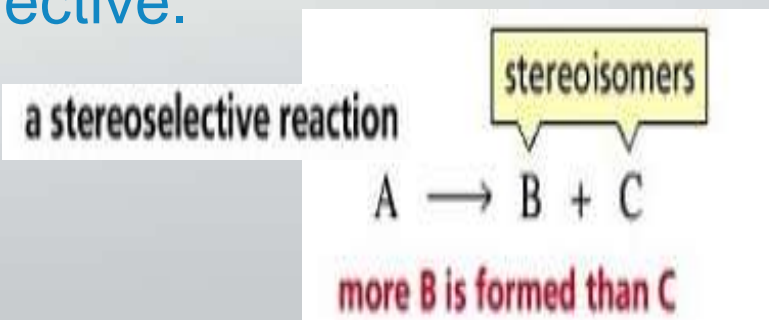 ective.
stereoisomers
a stereoselective reaction
A ⟶ B + C
more B is formed than C